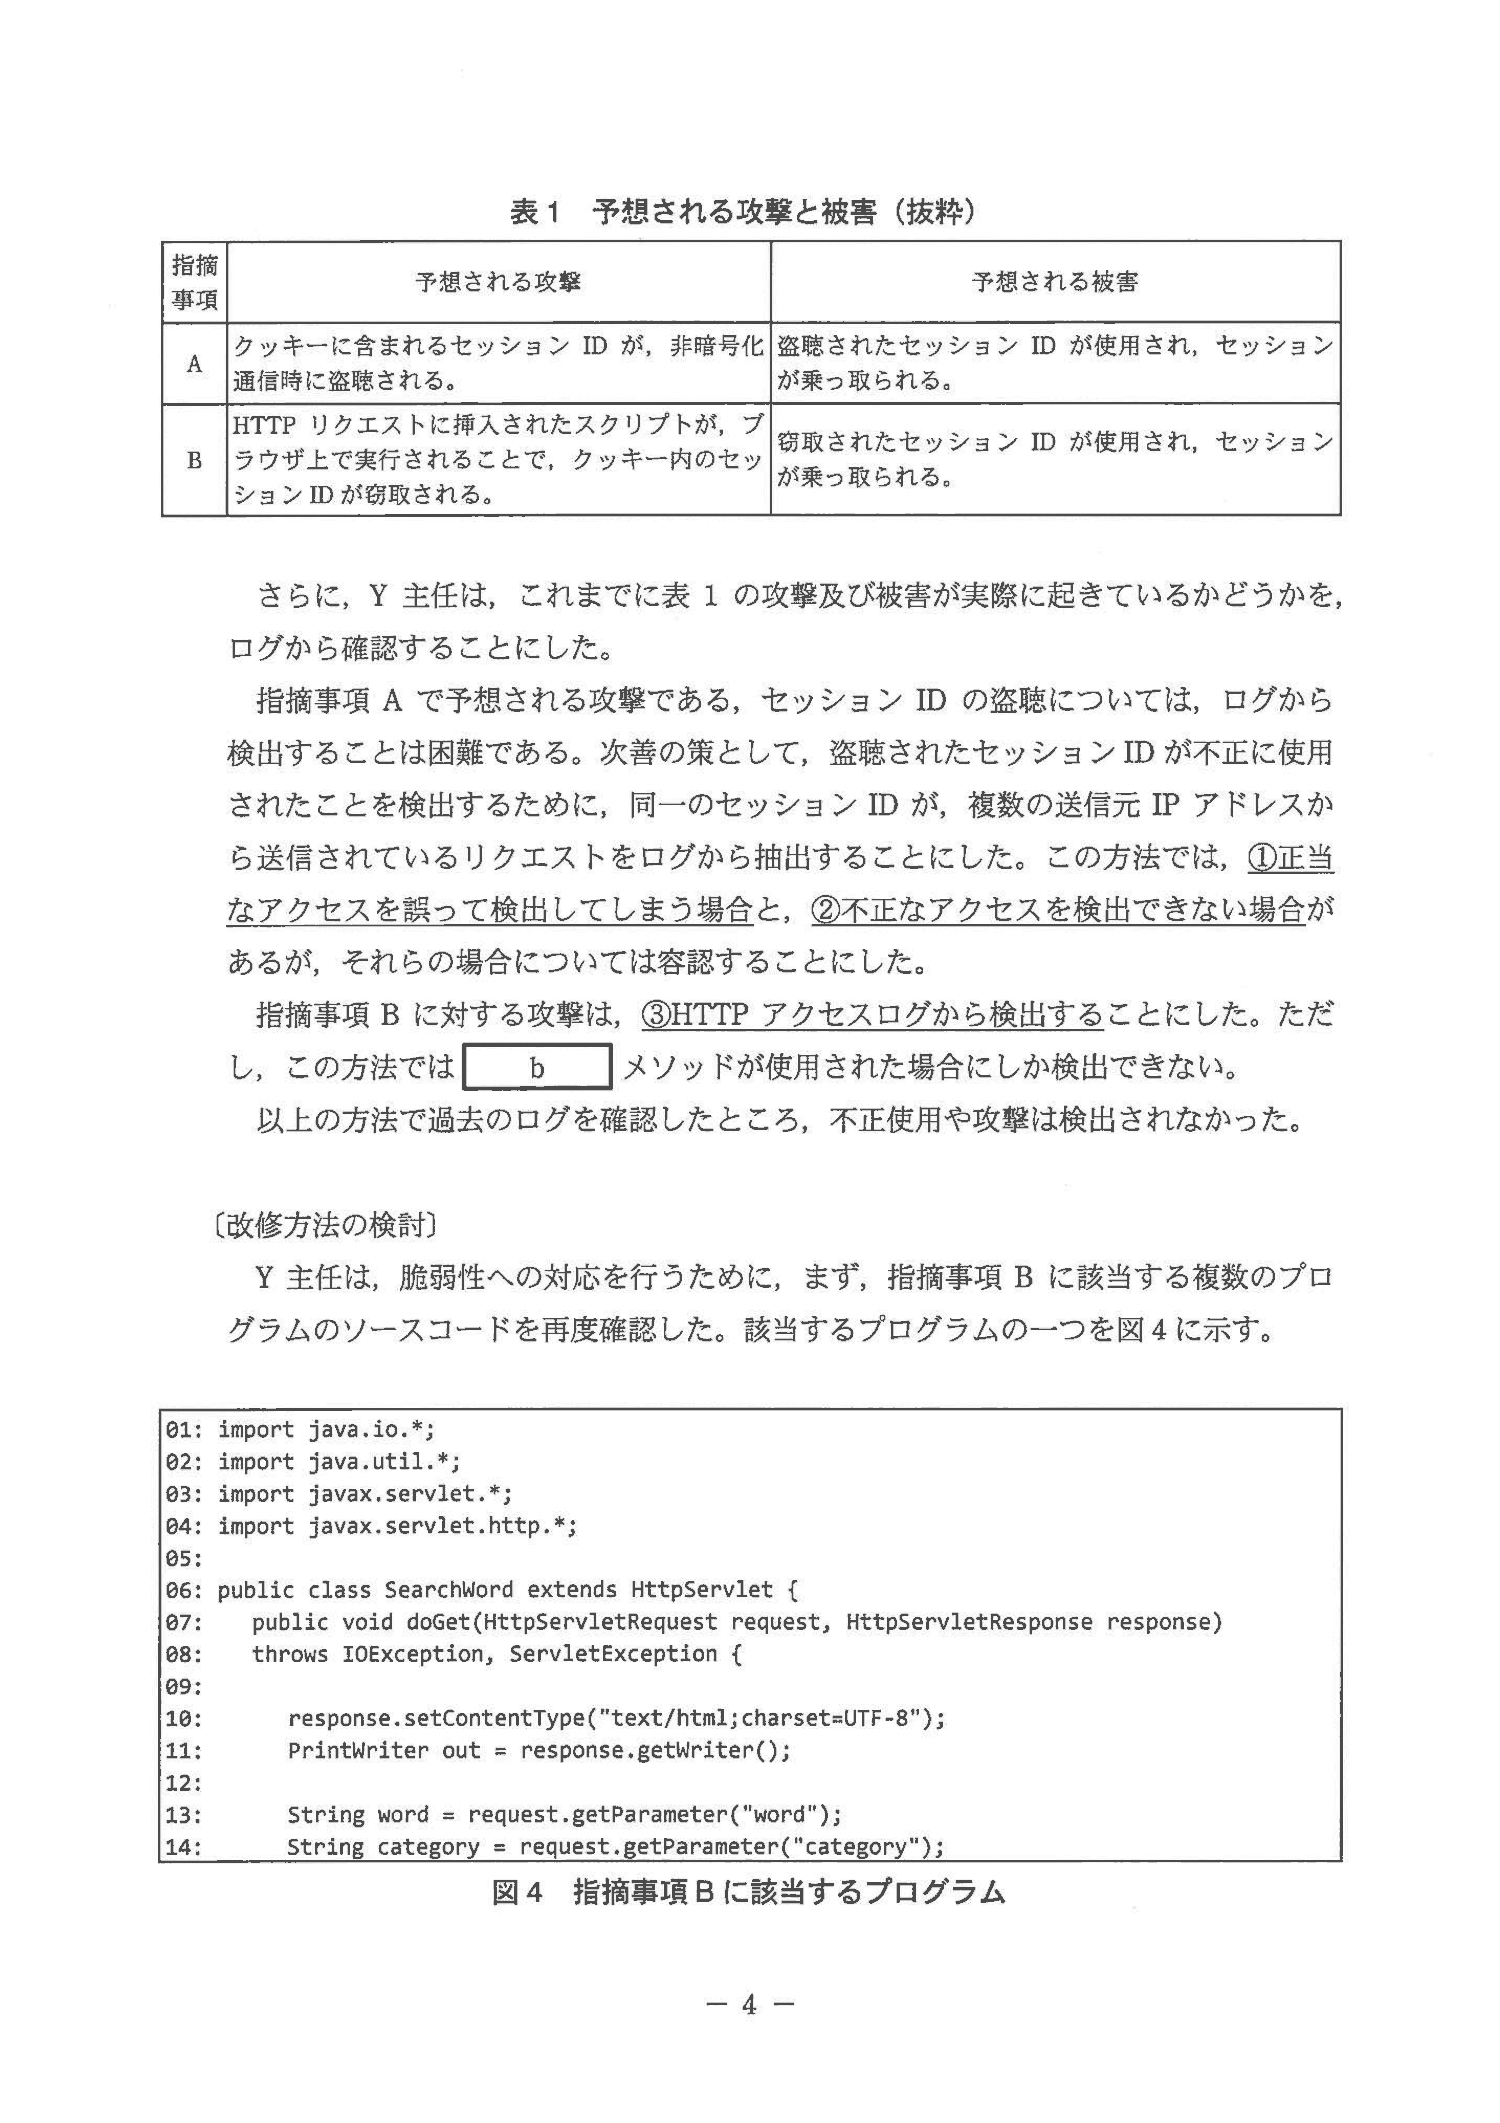 表1　予想される攻撃と被害（抜粋）
指摘
事項
予想される攻撃
予想される被害
A
クッキーに含まれるセッション ID が，非暗号化
通信時に盗聴される。
盗聴されたセッション ID が使用され，セッション
が乗っ取られる。
B
HTTP リクエストに挿入されたスクリプトが，ブ
ラウザ上で実行されることで，クッキー内のセッ
ション ID が窃取される。
窃取されたセッション ID が使用され，セッション
が乗っ取られる。
さらに，Y 主任は，これまでに表 1 の攻撃及び被害が実際に起きているかどうかを，
ログから確認することにした。
指摘事項 A で予想される攻撃である，セッション ID の盗聴については，ログから
検出することは困難である。次善の策として，盗聴されたセッション ID が不正に使用
されたことを検出するために，同一のセッション ID が，複数の送信元 IP アドレスか
ら送信されているリクエストをログから抽出することにした。この方法では，①正当
なアクセスを誤って検出してしまう場合と，②不正なアクセスを検出できない場合が
あるが，それらの場合については容認することにした。
指摘事項 B に対する攻撃は，③HTTP アクセスログから検出することにした。ただ
し，この方法では b メソッドが使用された場合にしか検出できない。
以上の方法で過去のログを確認したところ，不正使用や攻撃は検出されなかった。
〔改修方法の検討〕
Y 主任は，脆弱性への対応を行うために，まず，指摘事項 B に該当する複数のプロ
グラムのソースコードを再度確認した。該当するプログラムの一つを図 4 に示す。
01: import java.io.*;
02: import java.util.*;
03: import javax.servlet.*;
04: import javax.servlet.http.*;
05:
06: public class SearchWord extends HttpServlet {
07:   public void doGet(HttpServletRequest request, HttpServletResponse response)
08:   throws IOException, ServletException {
09:
10:     response.setContentType("text/html;charset=UTF-8");
11:     PrintWriter out = response.getWriter();
12:
13:     String word = request.getParameter("word");
14:     String category = request.getParameter("category");
図4　指摘事項Bに該当するプログラム
－ 4 －